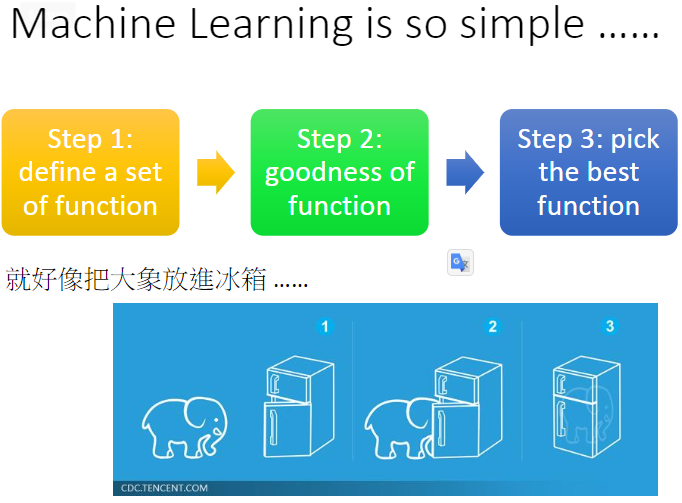 Machine Learning is so simple ......
Step 1:
define a set
of function
Step 2:
goodness of
function
Step 3: pick
the best
function
就好像把大象放進冰箱 ......
1
2
3
CDC.TENCENT.COM